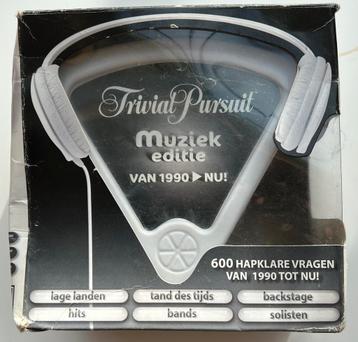 Trivial Pursuit
muziek
editie
VAN 1990 ▶ NU!
600 HAPKLARE VRAGEN
VAN 1990 TOT NU!
lage landen
tand des tijds
backstage
hits
bands
solisten